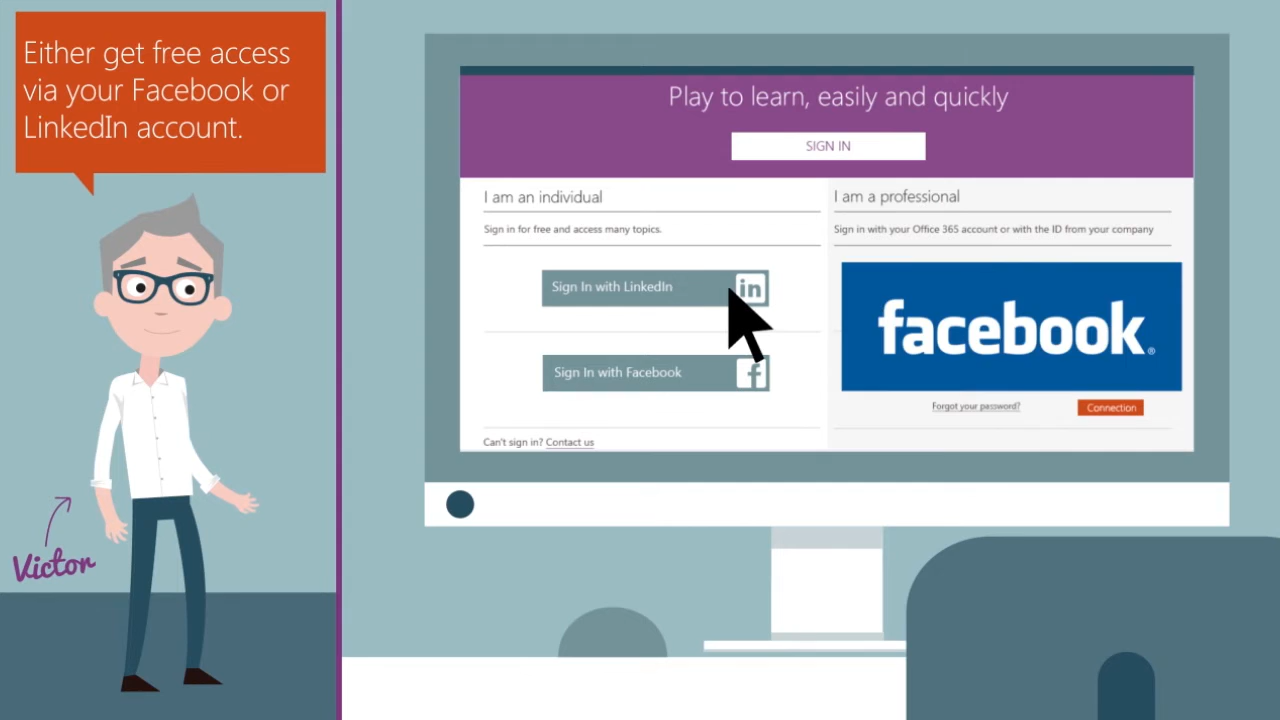 Either get free access
via your Facebook or
LinkedIn account.
Victor
Play to learn, easily and quickly
SIGN IN
I am an individual
Sign in for free and access many topics.
Sign In with LinkedIn
in
Sign In with Facebook
f
Can't sign in? Contact us
I am a professional
Sign in with your Office 365 account or with the ID from your company
facebook®
Forgot your password?
Connection